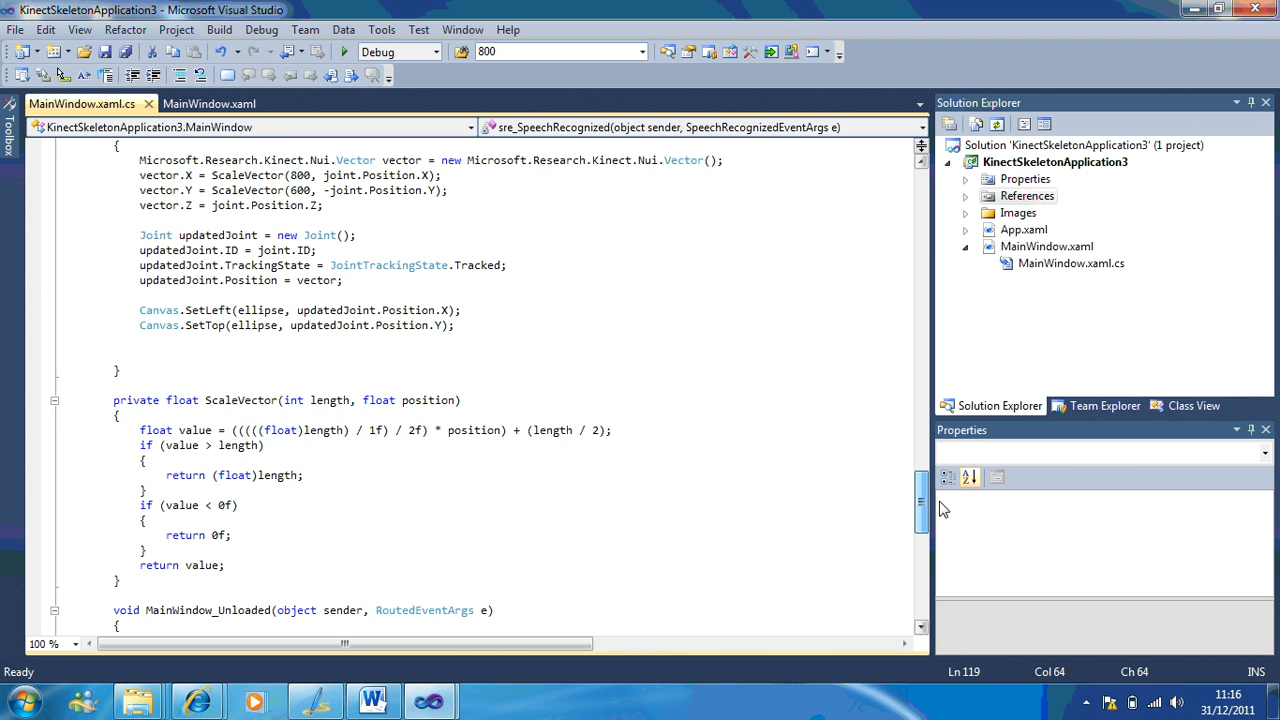 KinectSkeletonApplication3 - Microsoft Visual Studio
File Edit View Refactor Project Build Debug Team Data Tools Test Window Help
Debug 800
MainWindow.xaml.cs MainWindow.xaml
KinectSkeletonApplication3.MainWindow sre_SpeechRecognized(object sender, SpeechRecognizedEventArgs e)
{
Microsoft.Research.Kinect.Nui.Vector vector = new Microsoft.Research.Kinect.Nui.Vector();
vector.X = ScaleVector(800, joint.Position.X);
vector.Y = ScaleVector(600, -joint.Position.Y);
vector.Z = joint.Position.Z;
Joint updatedJoint = new Joint();
updatedJoint.ID = joint.ID;
updatedJoint.TrackingState = JointTrackingState.Tracked;
updatedJoint.Position = vector;
Canvas.SetLeft(ellipse, updatedJoint.Position.X);
Canvas.SetTop(ellipse, updatedJoint.Position.Y);
}
private float ScaleVector(int length, float position)
{
float value = (((((float)length) / 1f) / 2f) * position) + (length / 2);
if (value > length)
{
return (float)length;
}
if (value < 0f)
{
return 0f;
}
return value;
}
void MainWindow_Unloaded(object sender, RoutedEventArgs e)
{
100 %
Toolbox
Solution Explorer
Solution 'KinectSkeletonApplication3' (1 project)
KinectSkeletonApplication3
Properties
References
Images
App.xaml
MainWindow.xaml
MainWindow.xaml.cs
Solution Explorer Team Explorer Class View
Properties
Ready Ln 119 Col 64 Ch 64 INS
11:16
31/12/2011